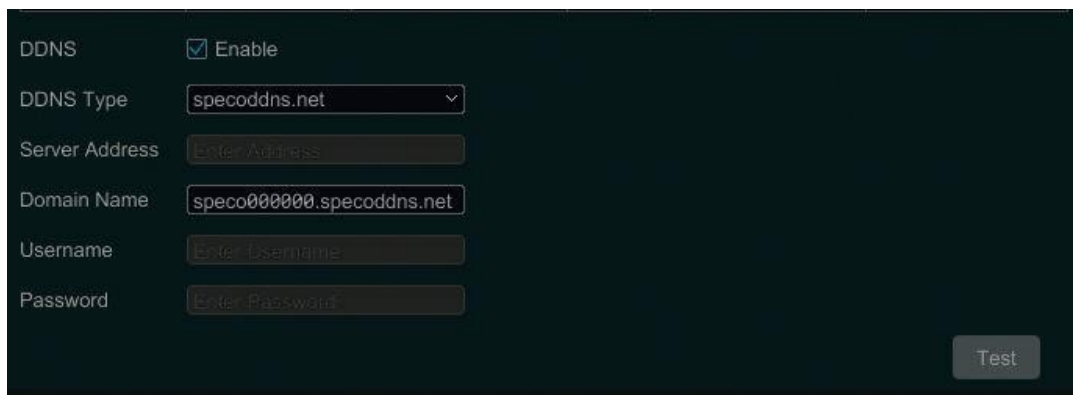 DDNS Enable
DDNS Type specoddns.net
Server Address Enter Address
Domain Name speco000000.specoddns.net
Username Enter Username
Password Enter Password
Test